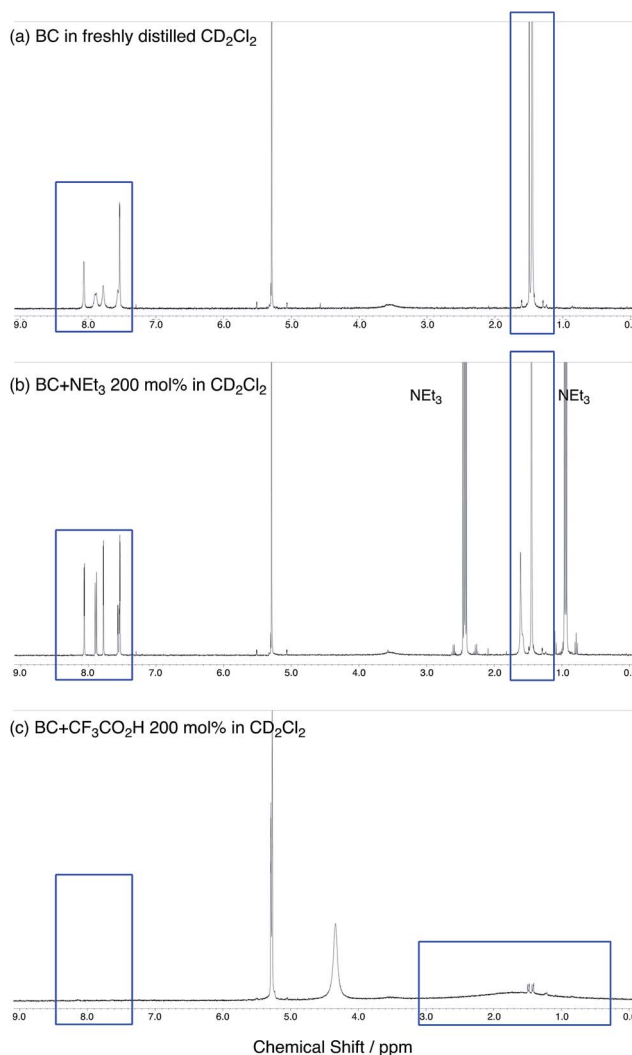 (a) BC in freshly distilled CD₂Cl₂
9.0 8.0 7.0 6.0 5.0 4.0 3.0 2.0 1.0 0.
(b) BC+NEt₃ 200 mol% in CD₂Cl₂
NEt₃ NEt₃
9.0 8.0 7.0 6.0 5.0 4.0 3.0 2.0 1.0 0.
(c) BC+CF₃CO₂H 200 mol% in CD₂Cl₂
9.0 8.0 7.0 6.0 5.0 4.0 3.0 2.0 1.0 0.0
Chemical Shift / ppm